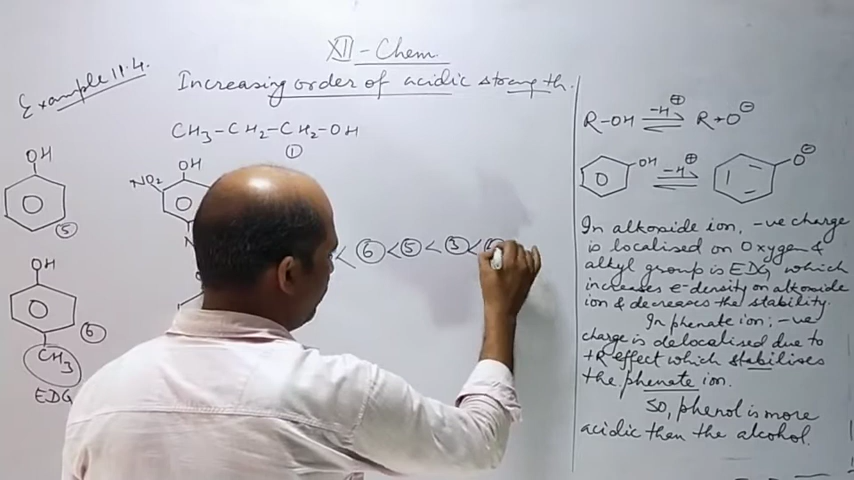 XII - Chem.
Example 11.4.
Increasing order of acidic strength.
CH3-CH2-CH2-OH
①
OH
⑤
OH
⑥
CH3
EDG
OH
NO2
< ⑥ < ⑤ < ③ <
R-OH ⇌ R+O⊖
-H⊕
OH
-H⊕
O⊖
In alkoxide ion, -ve charge
is localised on Oxygen &
alkyl group is EDG, which
increases e-density on alkoxide
ion & decreases the stability.
In phenate ion; -ve
charge is delocalised due to
+R effect which stabilises
the phenate ion.
So, phenol is more
acidic than the alcohol.